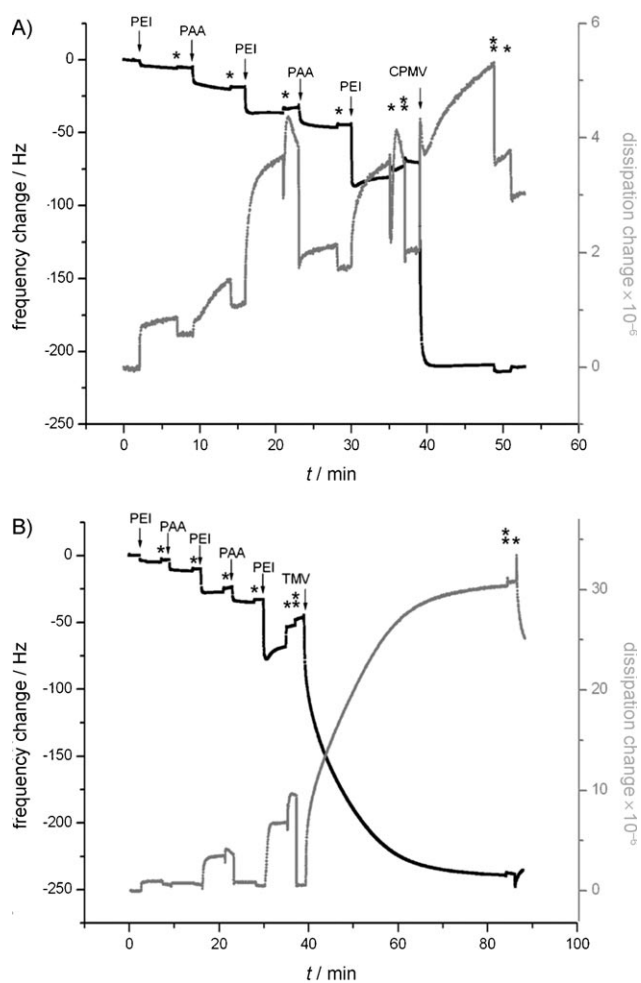 A)
PEI
PAA
PEI
PAA
PEI
CPMV
* * * * * ** ** *
frequency change / Hz
0
-50
-100
-150
-200
-250
0 10 20 30 40 50 60
t / min
6
4
2
0
dissipation change × 10⁻⁶
B)
PEI
PAA
PEI
PAA
PEI
TMV
* * * * * ** ** *
frequency change / Hz
0
-50
-100
-150
-200
-250
0 20 40 60 80 100
t / min
30
20
10
0
dissipation change × 10⁻⁶